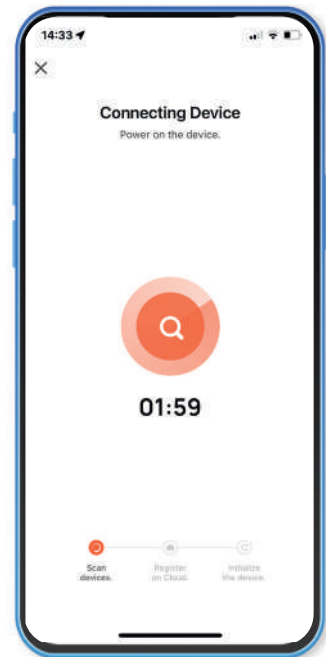 14:33
Connecting Device
Power on the device.
01:59
Scan devices.
Register on Cloud.
Initialize the device.